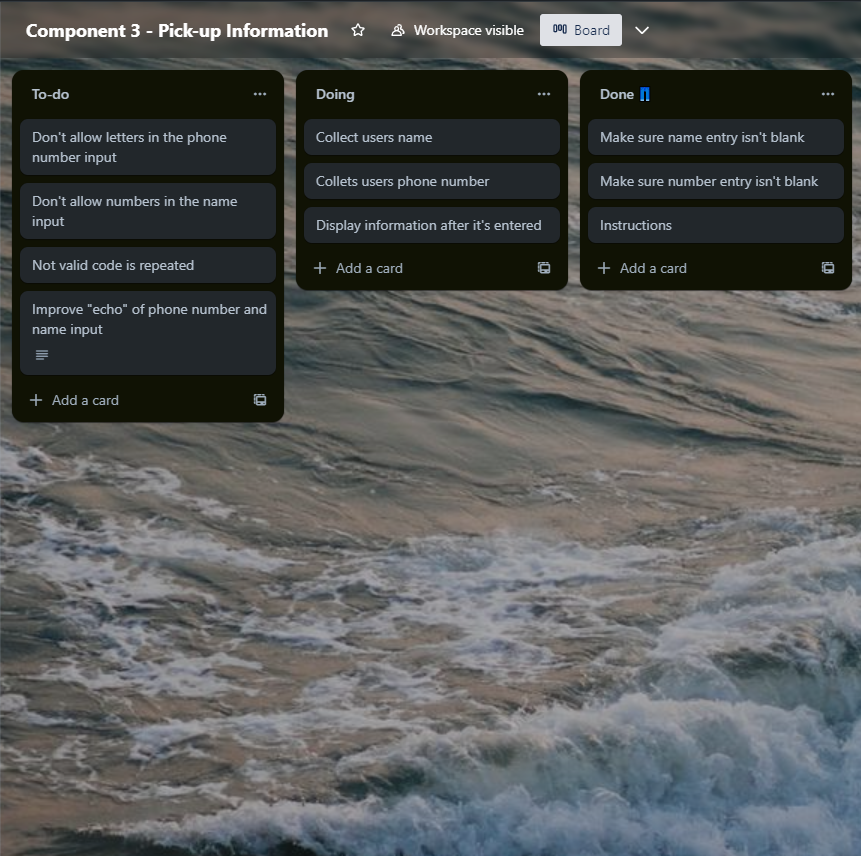 Component 3 - Pick-up Information
Workspace visible
Board
To-do
Don't allow letters in the phone
number input
Don't allow numbers in the name
input
Not valid code is repeated
Improve "echo" of phone number and
name input
Add a card
Doing
Collect users name
Collets users phone number
Display information after it's entered
Add a card
Done 👖
Make sure name entry isn't blank
Make sure number entry isn't blank
Instructions
Add a card